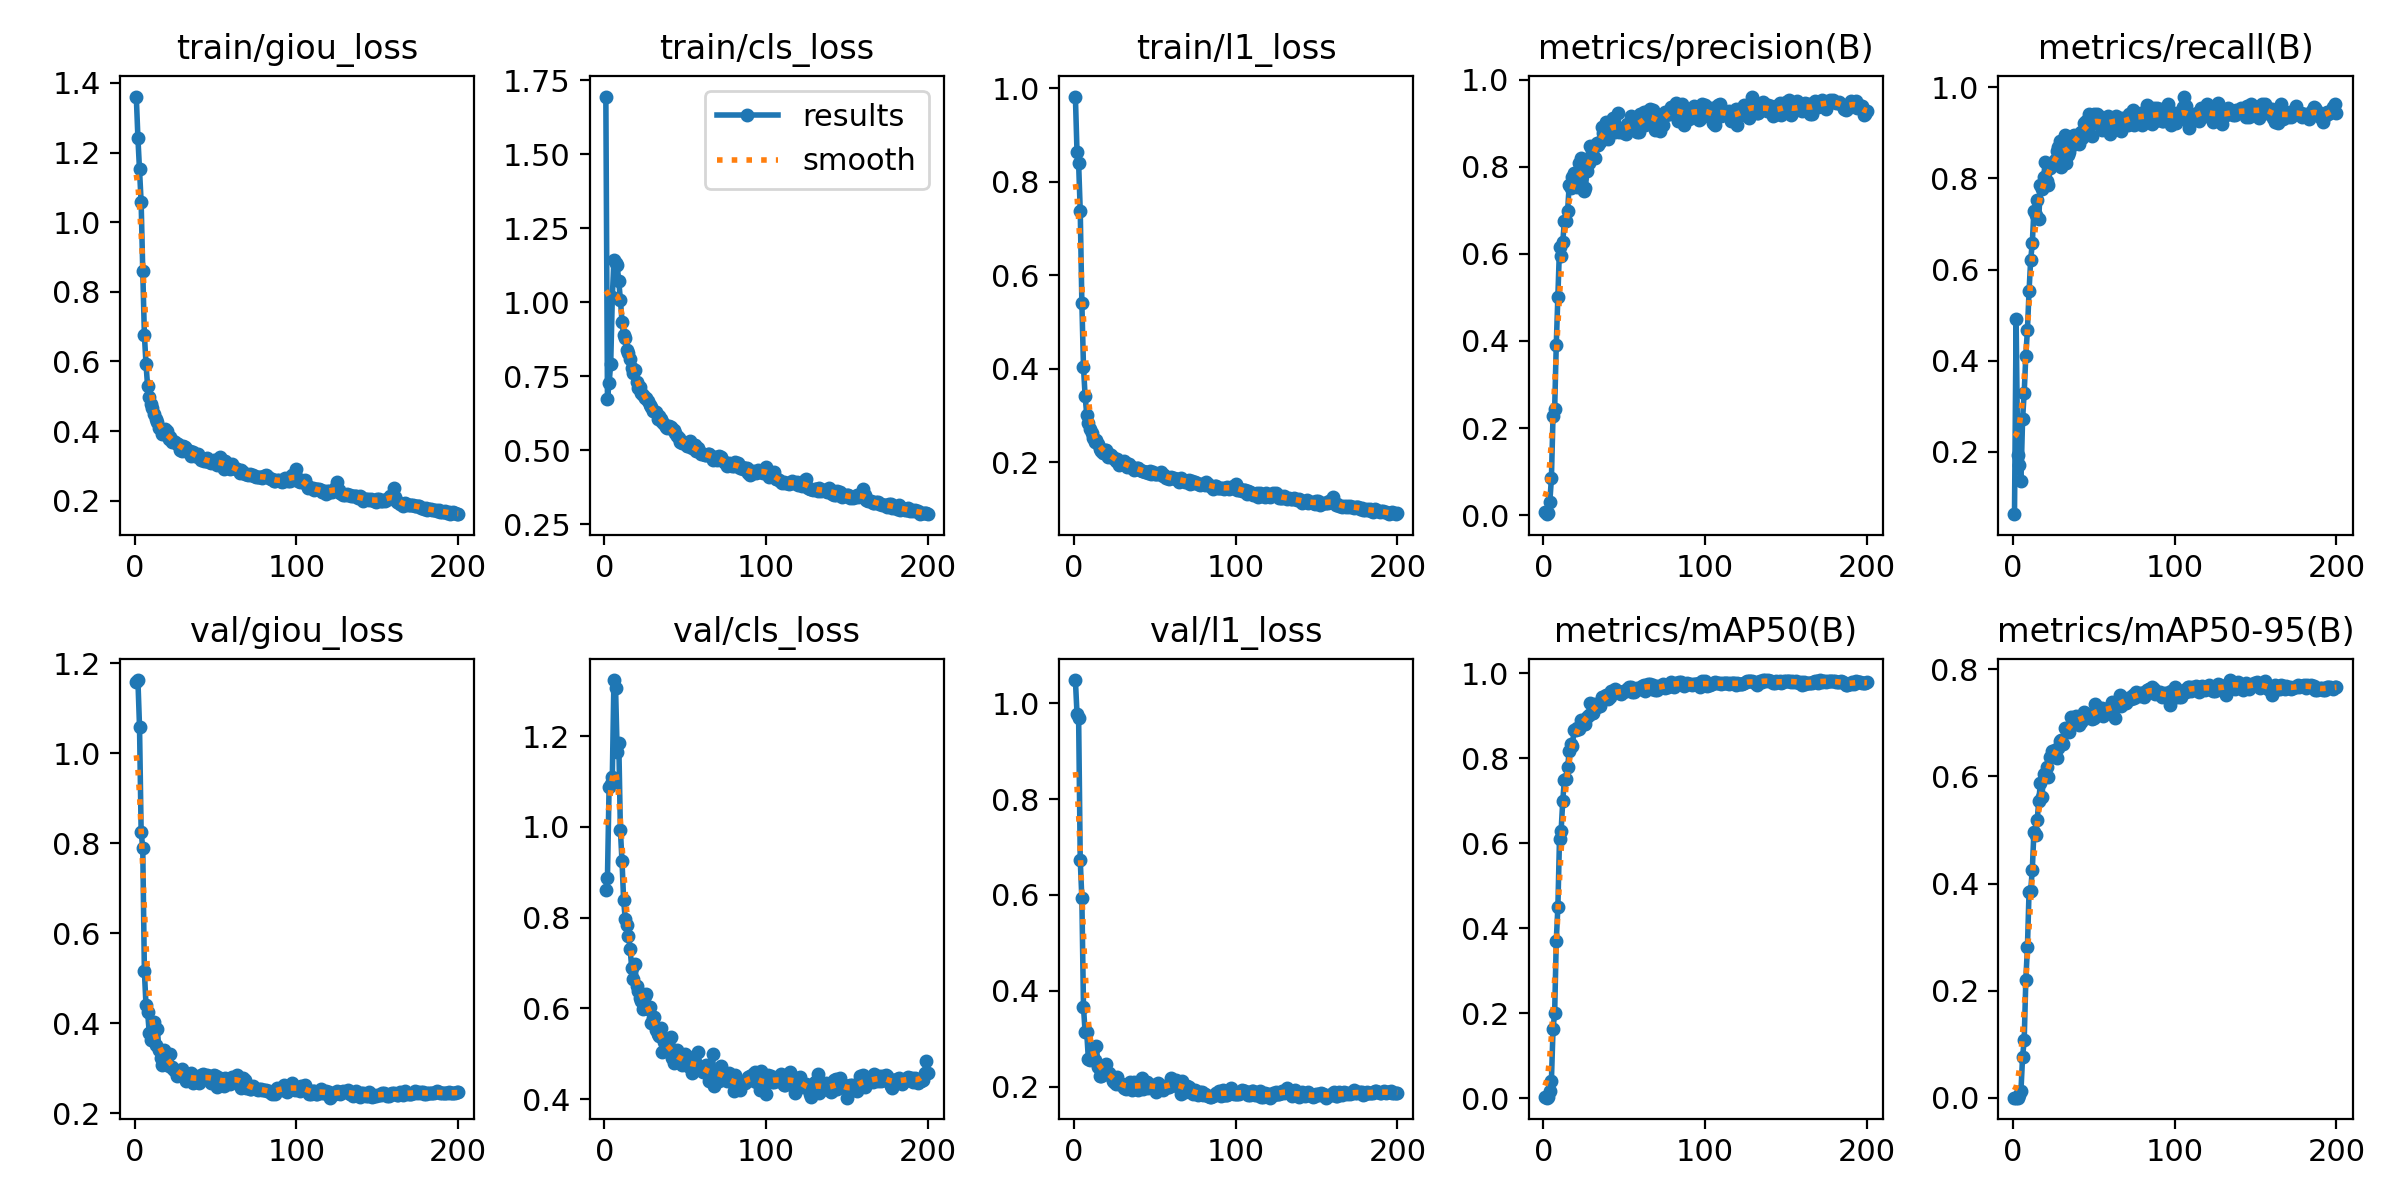 train/giou_loss
1.4
1.2
1.0
0.8
0.6
0.4
0.2
0 100 200
train/cls_loss
1.75
1.50
1.25
1.00
0.75
0.50
0.25
0 100 200
results
smooth
train/l1_loss
1.0
0.8
0.6
0.4
0.2
0 100 200
metrics/precision(B)
1.0
0.8
0.6
0.4
0.2
0.0
0 100 200
metrics/recall(B)
1.0
0.8
0.6
0.4
0.2
0 100 200
val/giou_loss
1.2
1.0
0.8
0.6
0.4
0.2
0 100 200
val/cls_loss
1.2
1.0
0.8
0.6
0.4
0 100 200
val/l1_loss
1.0
0.8
0.6
0.4
0.2
0 100 200
metrics/mAP50(B)
1.0
0.8
0.6
0.4
0.2
0.0
0 100 200
metrics/mAP50-95(B)
0.8
0.6
0.4
0.2
0.0
0 100 200